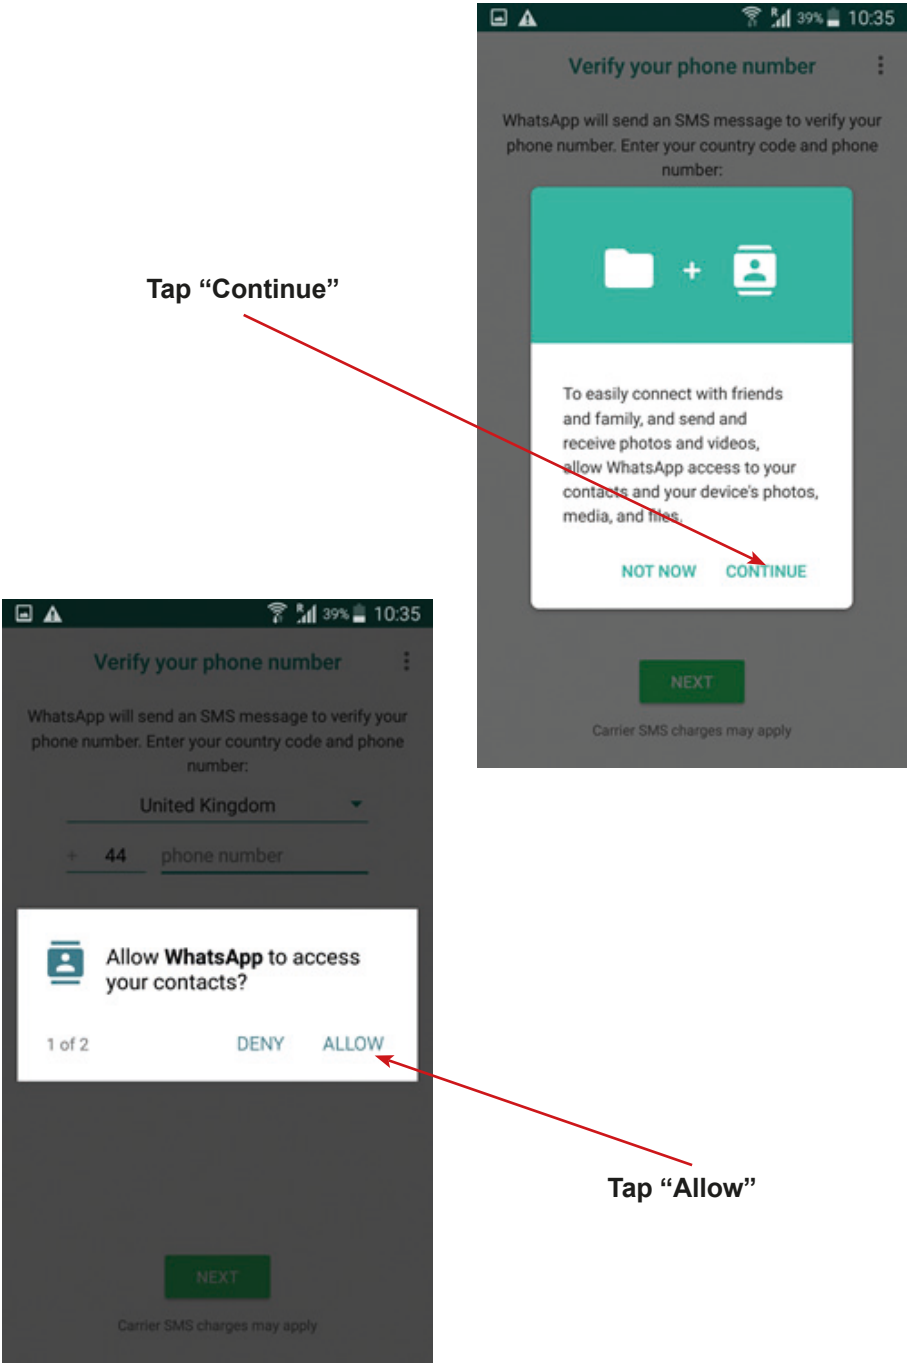 39% 10:35
Verify your phone number
WhatsApp will send an SMS message to verify your
phone number. Enter your country code and phone
number:
Tap “Continue”
To easily connect with friends
and family, and send and
receive photos and videos,
allow WhatsApp access to your
contacts and your device's photos,
media, and files.
NOT NOW CONTINUE
NEXT
Carrier SMS charges may apply
39% 10:35
Verify your phone number
WhatsApp will send an SMS message to verify your
phone number. Enter your country code and phone
number:
United Kingdom
+ 44 phone number
Allow WhatsApp to access
your contacts?
1 of 2 DENY ALLOW
Tap “Allow”
NEXT
Carrier SMS charges may apply